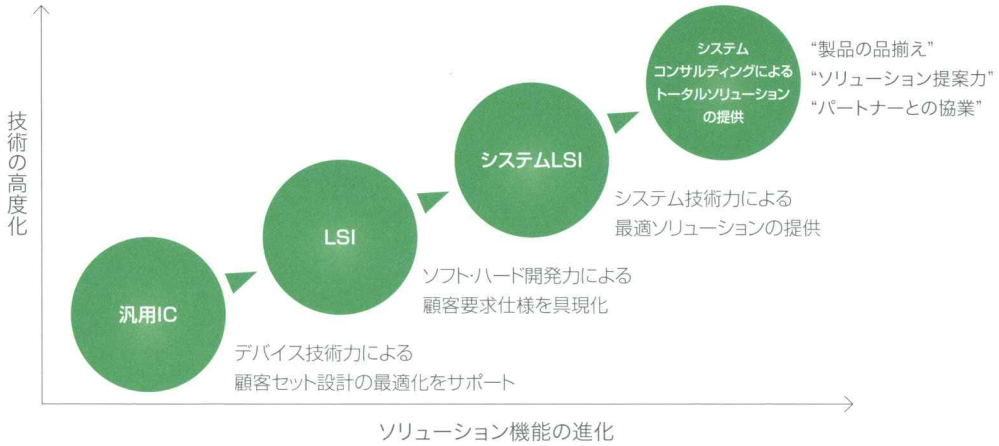 技術の高度化
システム
コンサルティングによる
トータルソリューション
の提供
“製品の品揃え”
“ソリューション提案力”
“パートナーとの協業”
システムLSI
システム技術力による
最適ソリューションの提供
LSI
ソフト・ハード開発力による
顧客要求仕様を具現化
汎用IC
デバイス技術力による
顧客セット設計の最適化をサポート
ソリューション機能の進化